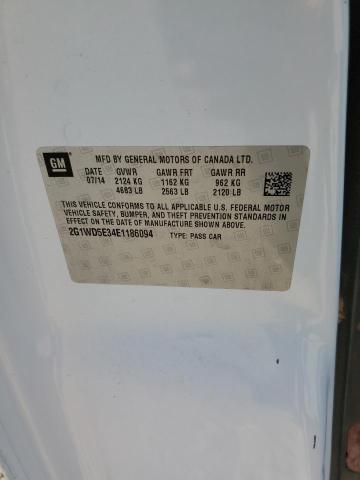 GM
MFD BY GENERAL MOTORS OF CANADA LTD.
DATE GVWR GAWR FRT GAWR RR
07/14 2124 KG 1162 KG 962 KG
4683 LB 2563 LB 2120 LB
THIS VEHICLE CONFORMS TO ALL APPLICABLE U.S. FEDERAL MOTOR
VEHICLE SAFETY, BUMPER, AND THEFT PREVENTION STANDARDS IN
EFFECT ON THE DATE OF MANUFACTURE SHOWN ABOVE.
2G1WD5E34E1186094 TYPE: PASS CAR